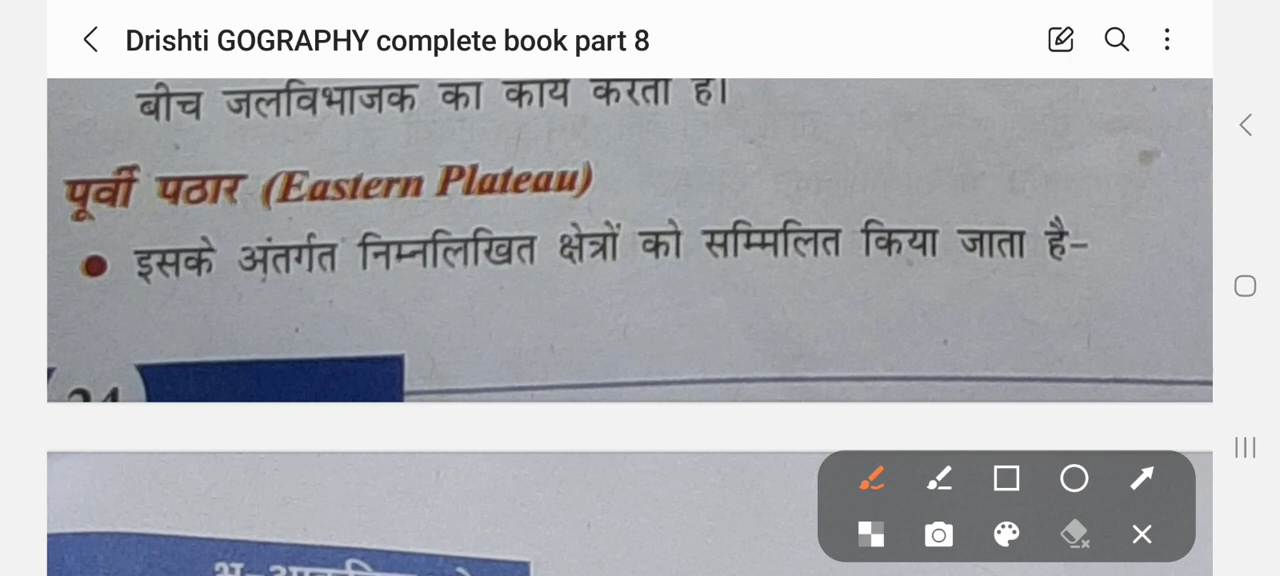 Drishti GOGRAPHY complete book part 8
बीच जलविभाजक का कार्य करता है।
पूर्वी पठार (Eastern Plateau)
● इसके अंतर्गत निम्नलिखित क्षेत्रों को सम्मिलित किया जाता है–